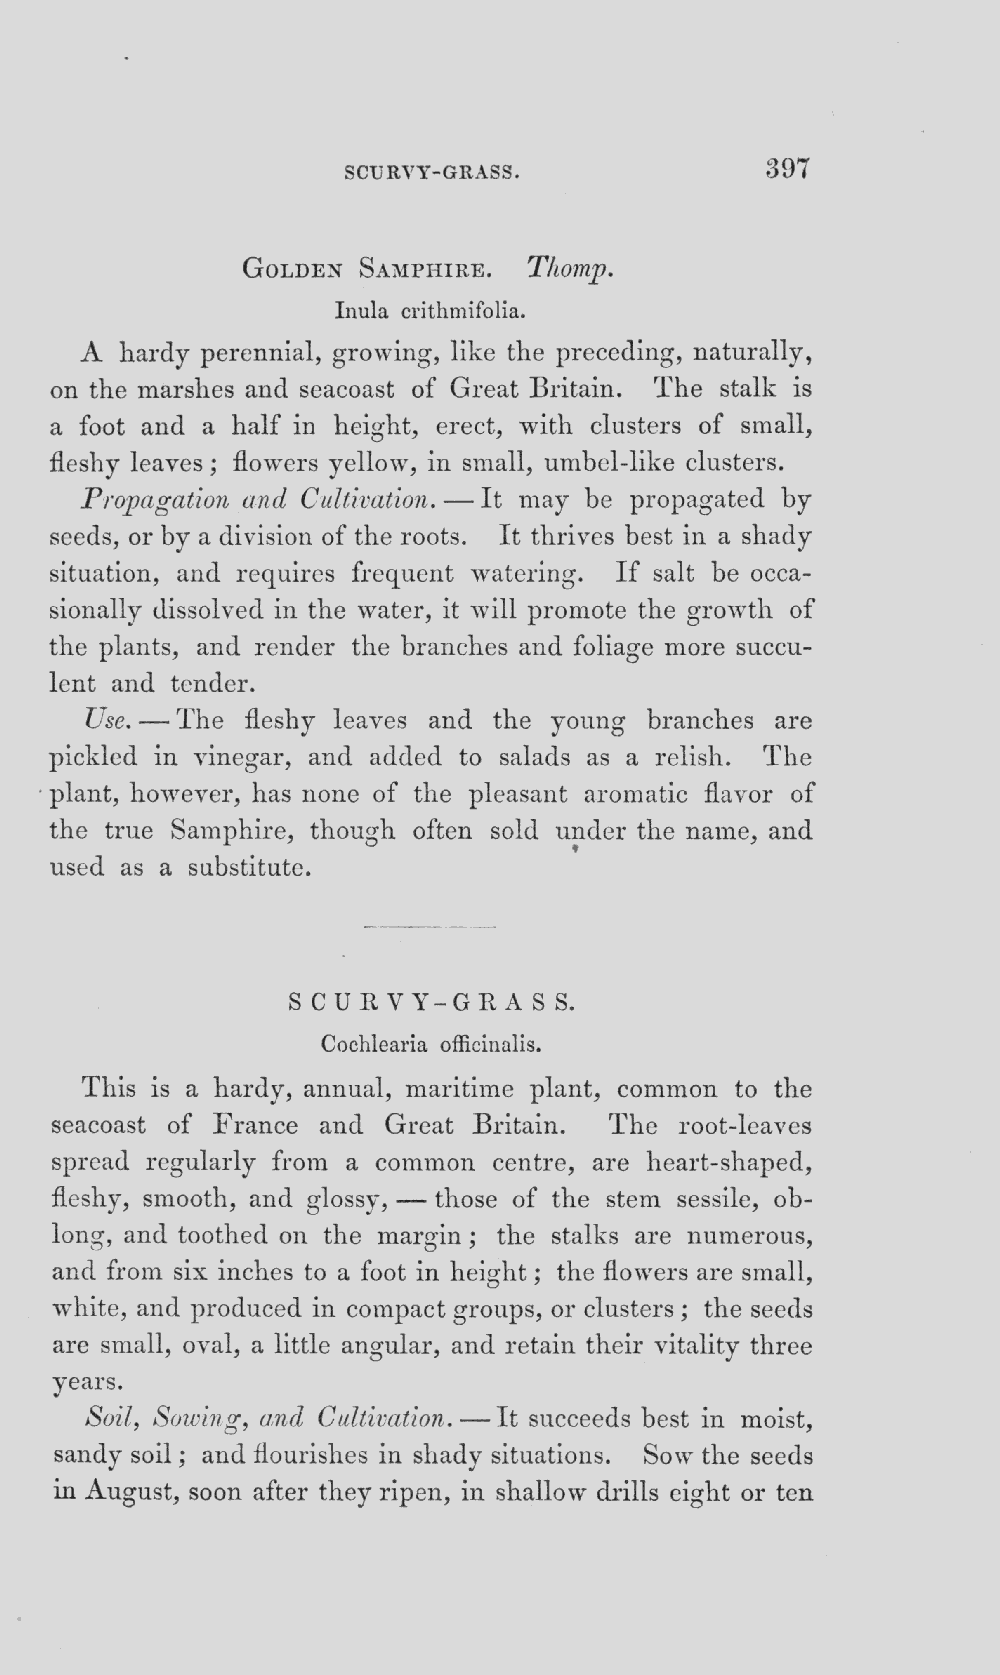 SCURVY-GRASS. 397
GOLDEN SAMPHIRE. Thomp.
Inula crithmifolia.
A hardy perennial, growing, like the preceding, naturally,
on the marshes and seacoast of Great Britain. The stalk is
a foot and a half in height, erect, with clusters of small,
fleshy leaves; flowers yellow, in small, umbel-like clusters.
Propagation and Cultivation. — It may be propagated by
seeds, or by a division of the roots. It thrives best in a shady
situation, and requires frequent watering. If salt be occa-
sionally dissolved in the water, it will promote the growth of
the plants, and render the branches and foliage more succu-
lent and tender.
Use. — The fleshy leaves and the young branches are
pickled in vinegar, and added to salads as a relish. The
plant, however, has none of the pleasant aromatic flavor of
the true Samphire, though often sold under the name, and
used as a substitute.
SCURVY-GRASS.
Cochlearia officinalis.
This is a hardy, annual, maritime plant, common to the
seacoast of France and Great Britain. The root-leaves
spread regularly from a common centre, are heart-shaped,
fleshy, smooth, and glossy, — those of the stem sessile, ob-
long, and toothed on the margin; the stalks are numerous,
and from six inches to a foot in height; the flowers are small,
white, and produced in compact groups, or clusters; the seeds
are small, oval, a little angular, and retain their vitality three
years.
Soil, Sowing, and Cultivation. — It succeeds best in moist,
sandy soil; and flourishes in shady situations. Sow the seeds
in August, soon after they ripen, in shallow drills eight or ten